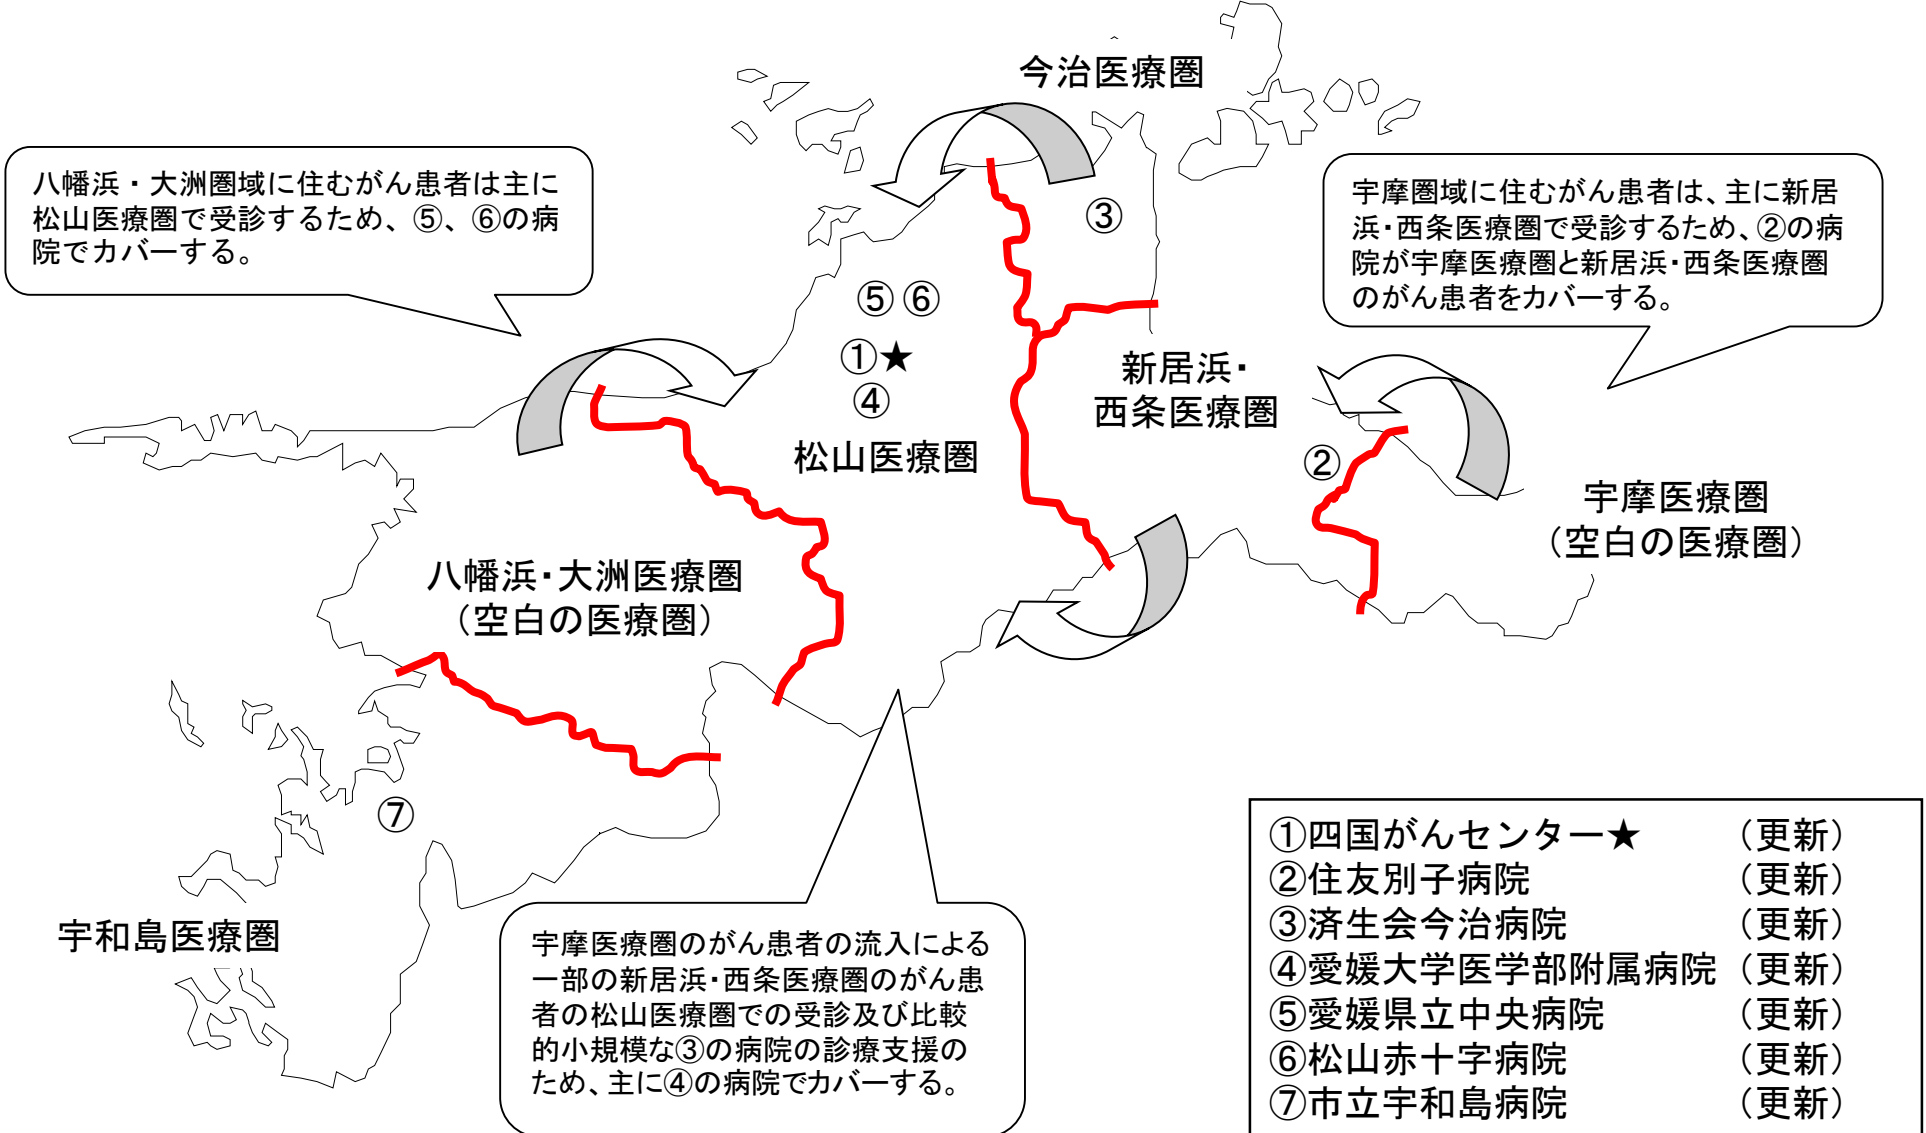 今治医療圏
八幡浜・大洲圏域に住むがん患者は主に
松山医療圏で受診するため、⑤、⑥の病
院でカバーする。
宇摩圏域に住むがん患者は、主に新居
浜・西条医療圏で受診するため、②の病
院が宇摩医療圏と新居浜・西条医療圏
のがん患者をカバーする。
③
⑤⑥
①★
④
松山医療圏
新居浜・
西条医療圏
②
宇摩医療圏
（空白の医療圏）
八幡浜・大洲医療圏
（空白の医療圏）
⑦
宇和島医療圏
宇摩医療圏のがん患者の流入による
一部の新居浜・西条医療圏のがん患
者の松山医療圏での受診及び比較
的小規模な③の病院の診療支援の
ため、主に④の病院でカバーする。
①四国がんセンター★　（更新）
②住友別子病院　（更新）
③済生会今治病院　（更新）
④愛媛大学医学部附属病院（更新）
⑤愛媛県立中央病院　（更新）
⑥松山赤十字病院　（更新）
⑦市立宇和島病院　（更新）